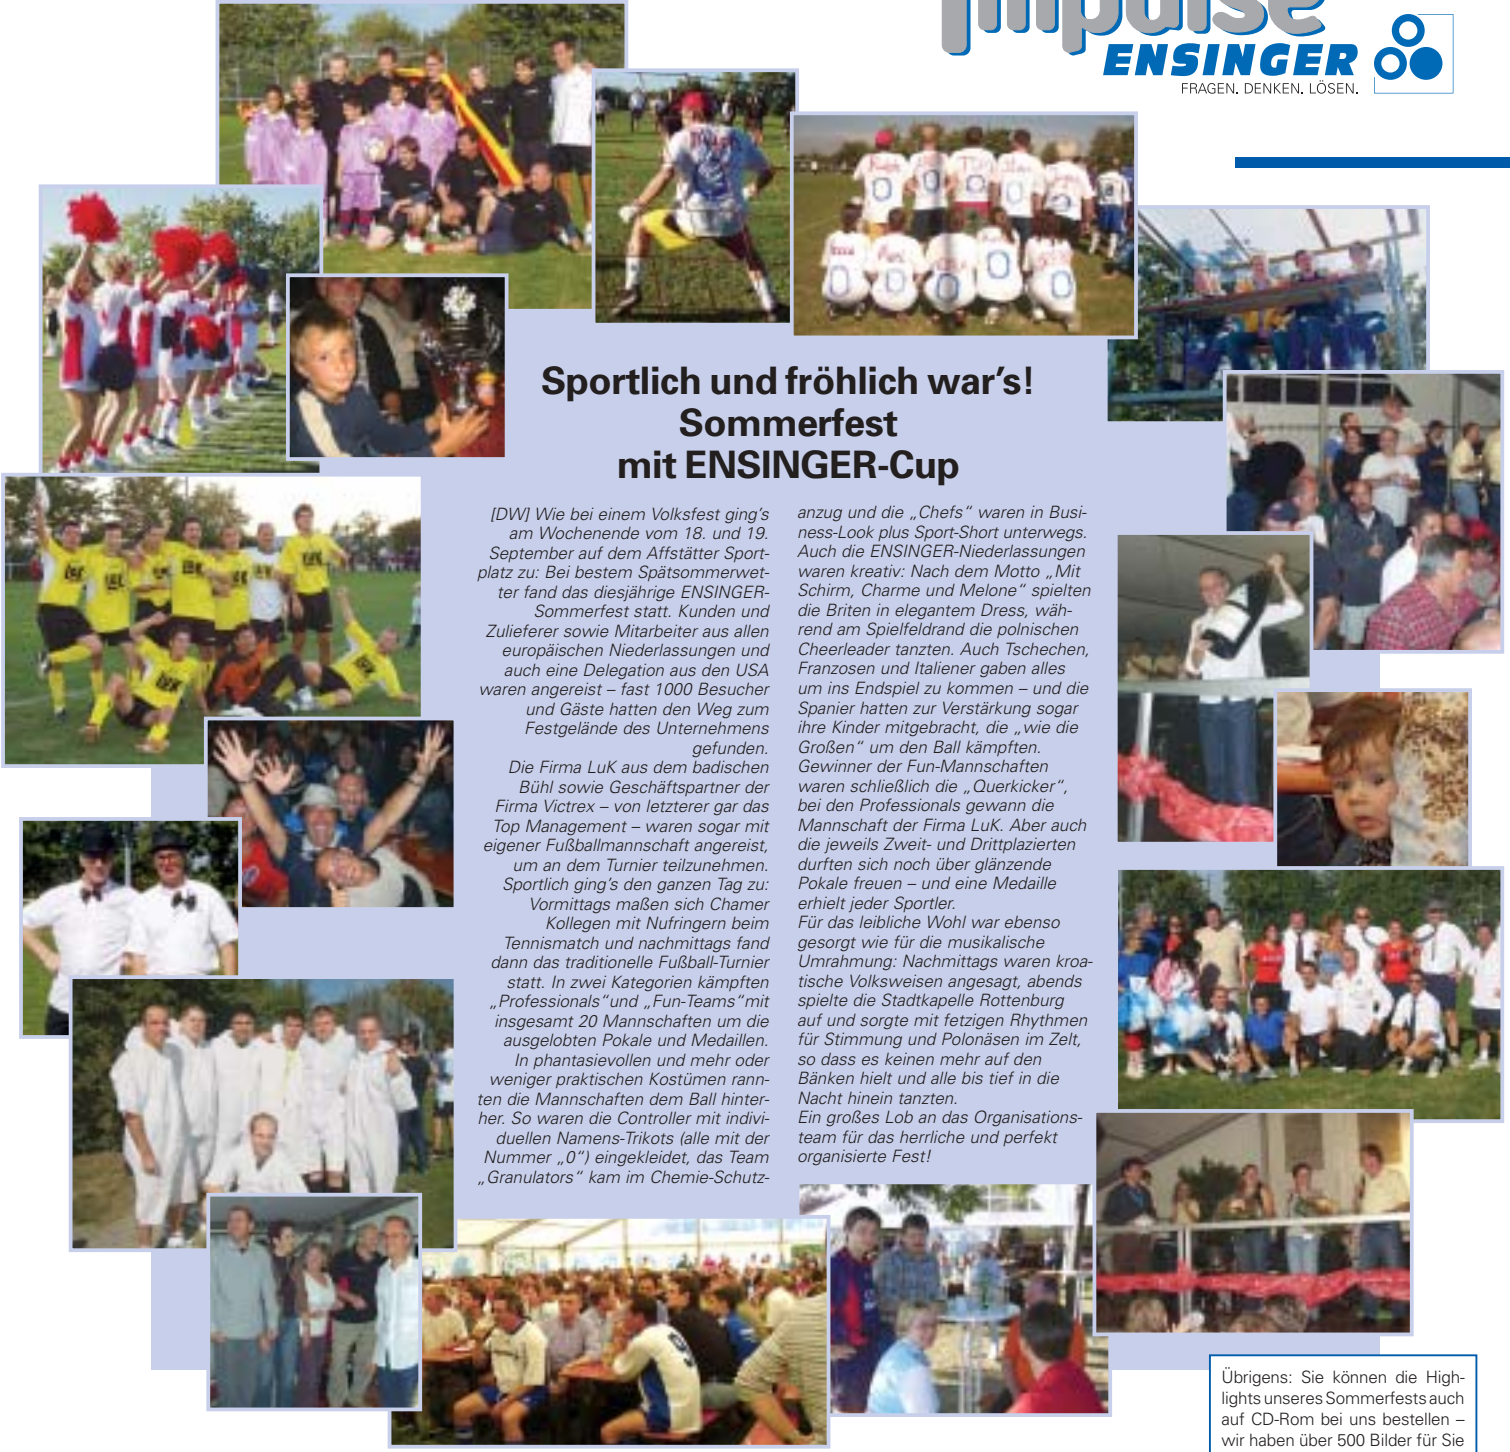 Impulse
ENSINGER
FRAGEN. DENKEN. LÖSEN.
Sportlich und fröhlich war's!
Sommerfest
mit ENSINGER-Cup
[DW] Wie bei einem Volksfest ging's
am Wochenende vom 18. und 19.
September auf dem Affstätter Sport-
platz zu: Bei bestem Spätsommerwet-
ter fand das diesjährige ENSINGER-
Sommerfest statt. Kunden und
Zulieferer sowie Mitarbeiter aus allen
europäischen Niederlassungen und
auch eine Delegation aus den USA
waren angereist – fast 1000 Besucher
und Gäste hatten den Weg zum
Festgelände des Unternehmens
gefunden.
Die Firma LuK aus dem badischen
Bühl sowie Geschäftspartner der
Firma Victrex – von letzterer gar das
Top Management – waren sogar mit
eigener Fußballmannschaft angereist,
um an dem Turnier teilzunehmen.
Sportlich ging's den ganzen Tag zu:
Vormittags maßen sich Chamer
Kollegen mit Nufringern beim
Tennismatch und nachmittags fand
dann das traditionelle Fußball-Turnier
statt. In zwei Kategorien kämpften
„Professionals“und „Fun-Teams“mit
insgesamt 20 Mannschaften um die
ausgelobten Pokale und Medaillen.
In phantasievollen und mehr oder
weniger praktischen Kostümen rann-
ten die Mannschaften dem Ball hinter-
her. So waren die Controller mit indivi-
duellen Namens-Trikots (alle mit der
Nummer „0“) eingekleidet, das Team
„Granulators“ kam im Chemie-Schutz-
anzug und die „Chefs“ waren in Busi-
ness-Look plus Sport-Short unterwegs.
Auch die ENSINGER-Niederlassungen
waren kreativ: Nach dem Motto „Mit
Schirm, Charme und Melone“ spielten
die Briten in elegantem Dress, wäh-
rend am Spielfeldrand die polnischen
Cheerleader tanzten. Auch Tschechen,
Franzosen und Italiener gaben alles
um ins Endspiel zu kommen – und die
Spanier hatten zur Verstärkung sogar
ihre Kinder mitgebracht, die „wie die
Großen“ um den Ball kämpften.
Gewinner der Fun-Mannschaften
waren schließlich die „Querkicker“,
bei den Professionals gewann die
Mannschaft der Firma LuK. Aber auch
die jeweils Zweit- und Drittplazierten
durften sich noch über glänzende
Pokale freuen – und eine Medaille
erhielt jeder Sportler.
Für das leibliche Wohl war ebenso
gesorgt wie für die musikalische
Umrahmung: Nachmittags waren kroa-
tische Volksweisen angesagt, abends
spielte die Stadtkapelle Rottenburg
auf und sorgte mit fetzigen Rhythmen
für Stimmung und Polonäsen im Zelt,
so dass es keinen mehr auf den
Bänken hielt und alle bis tief in die
Nacht hinein tanzten.
Ein großes Lob an das Organisations-
team für das herrliche und perfekt
organisierte Fest!
Übrigens: Sie können die High-
lights unseres Sommerfests auch
auf CD-Rom bei uns bestellen –
wir haben über 500 Bilder für Sie